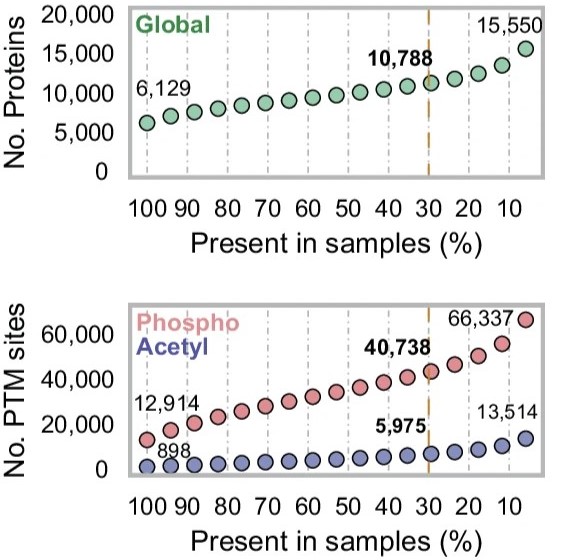 No. Proteins
20,000
15,000
10,000
5,000
0
Global
6,129
10,788
15,550
100 90 80 70 60 50 40 30 20 10
Present in samples (%)
No. PTM sites
60,000
40,000
20,000
0
Phospho
Acetyl
12,914
898
40,738
5,975
66,337
13,514
100 90 80 70 60 50 40 30 20 10
Present in samples (%)